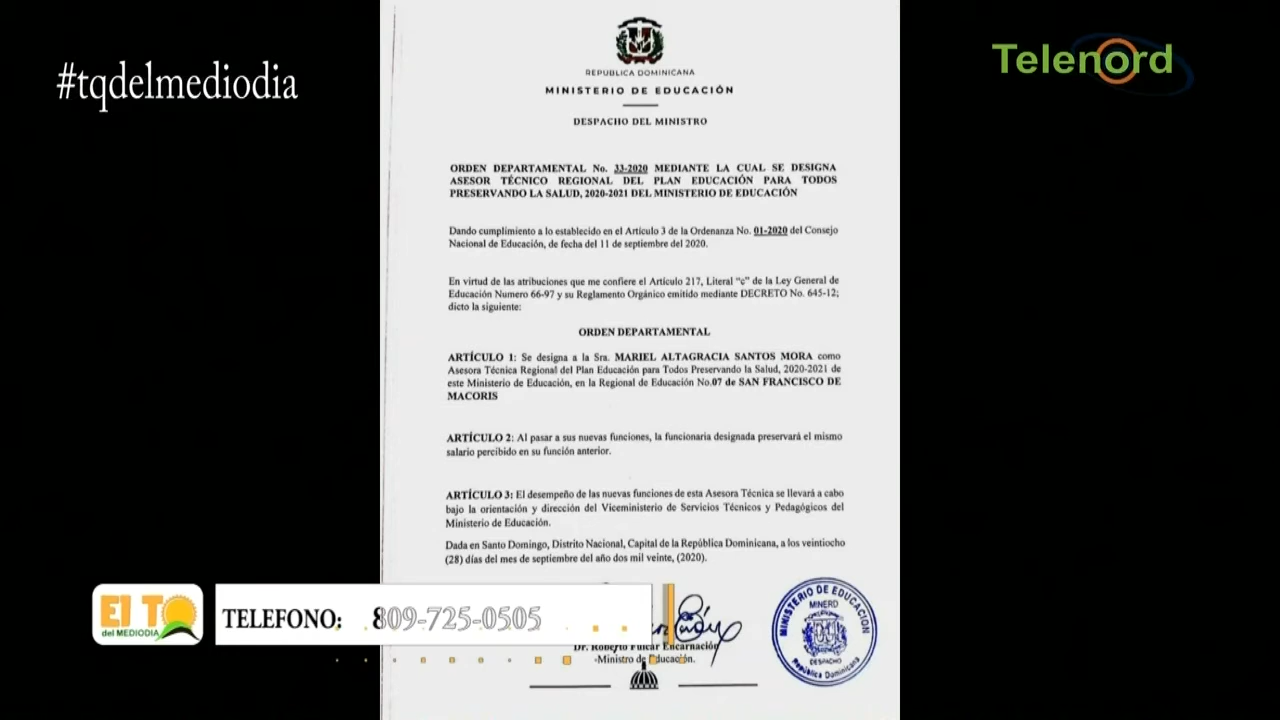 #tqdelmediodia
Telenord
REPUBLICA DOMINICANA
MINISTERIO DE EDUCACIÓN
DESPACHO DEL MINISTRO
ORDEN DEPARTAMENTAL No. 33-2020 MEDIANTE LA CUAL SE DESIGNA
ASESOR TÉCNICO REGIONAL DEL PLAN EDUCACIÓN PARA TODOS
PRESERVANDO LA SALUD, 2020-2021 DEL MINISTERIO DE EDUCACIÓN
Dando cumplimiento a lo establecido en el Artículo 3 de la Ordenanza No. 01-2020 del Consejo
Nacional de Educación, de fecha del 11 de septiembre del 2020.
En virtud de las atribuciones que me confiere el Artículo 217, Literal "c" de la Ley General de
Educación Numero 66-97 y su Reglamento Orgánico emitido mediante DECRETO No. 645-12;
dicto la siguiente:
ORDEN DEPARTAMENTAL
ARTÍCULO 1: Se designa a la Sra. MARIEL ALTAGRACIA SANTOS MORA como
Asesora Técnica Regional del Plan Educación para Todos Preservando la Salud, 2020-2021 de
este Ministerio de Educación, en la Regional de Educación No.07 de SAN FRANCISCO DE
MACORIS
ARTÍCULO 2: Al pasar a sus nuevas funciones, la funcionaria designada preservará el mismo
salario percibido en su función anterior.
ARTÍCULO 3: El desempeño de las nuevas funciones de esta Asesora Técnica se llevará a cabo
bajo la orientación y dirección del Viceministerio de Servicios Técnicos y Pedagógicos del
Ministerio de Educación.
Dada en Santo Domingo, Distrito Nacional, Capital de la República Dominicana, a los veintiocho
(28) días del mes de septiembre del año dos mil veinte, (2020).
El TO
del MEDIODIA
TELEFONO: 809-725-0505
Dr. Roberto Fulcar Encarnación
-Ministro de Educación.
MINISTERIO DE EDUCACIÓN
MINERD
DESPACHO
República Dominicana